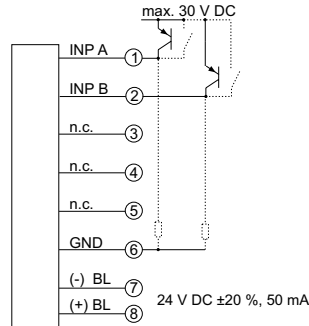 max. 30 V DC
INP A 1
INP B 2
n.c. 3
n.c. 4
n.c. 5
GND 6
(-) BL 7
(+) BL 8
24 V DC ±20 %, 50 mA